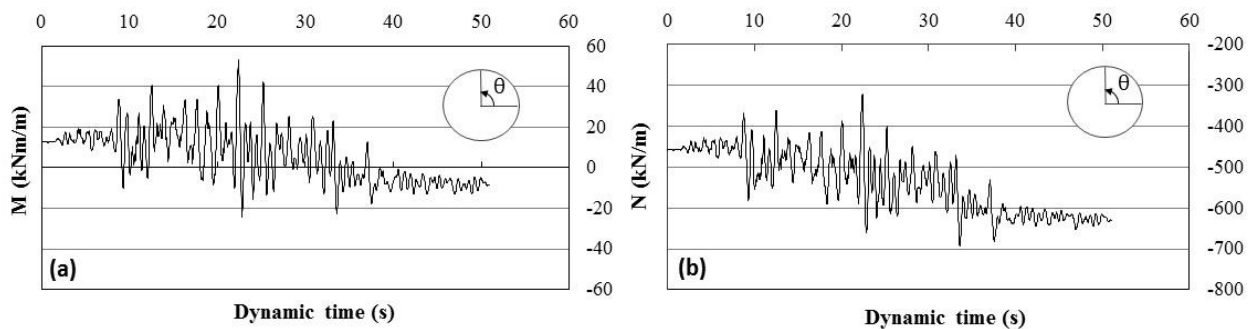 0 10 20 30 40 50 60
60
40
20
0
-20
-40
-60
M (kNm/m)
θ
(a)
Dynamic time (s)
0 10 20 30 40 50 60
-200
-300
-400
-500
-600
-700
-800
N (kN/m)
θ
(b)
Dynamic time (s)